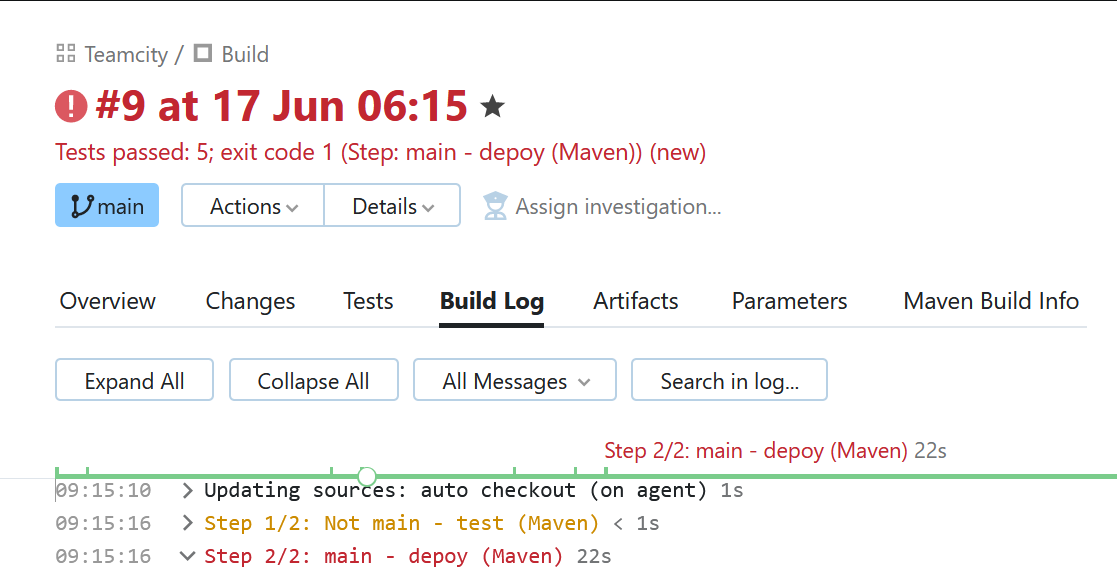 Teamcity / Build
#9 at 17 Jun 06:15
Tests passed: 5; exit code 1 (Step: main - depoy (Maven)) (new)
main Actions Details Assign investigation...
Overview Changes Tests Build Log Artifacts Parameters Maven Build Info
Expand All Collapse All All Messages Search in log...
Step 2/2: main - depoy (Maven) 22s
09:15:10 Updating sources: auto checkout (on agent) 1s
09:15:16 Step 1/2: Not main - test (Maven) < 1s
09:15:16 Step 2/2: main - depoy (Maven) 22s